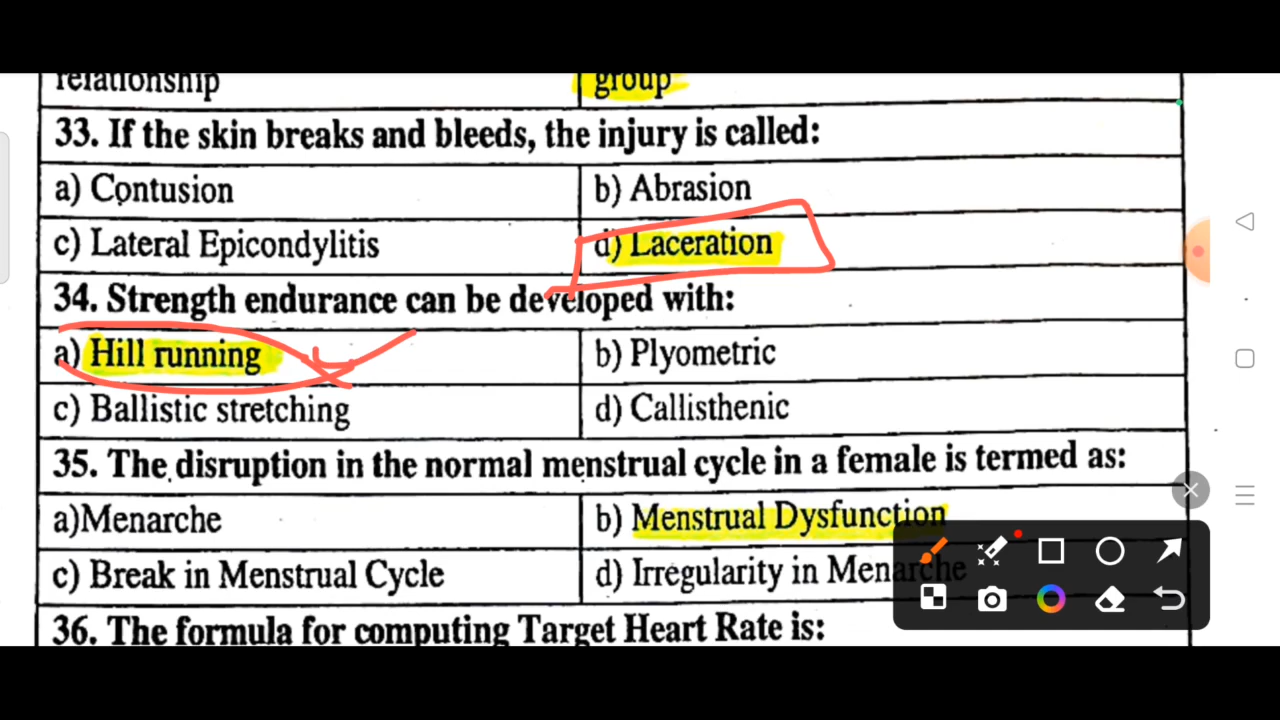 relationship
group
33. If the skin breaks and bleeds, the injury is called:
a) Contusion
b) Abrasion
c) Lateral Epicondylitis
d) Laceration
34. Strength endurance can be developed with:
a) Hill running
b) Plyometric
c) Ballistic stretching
d) Callisthenic
35. The disruption in the normal menstrual cycle in a female is termed as:
a)Menarche
b) Menstrual Dysfunction
c) Break in Menstrual Cycle
d) Irregularity in Menarche
36. The formula for computing Target Heart Rate is: